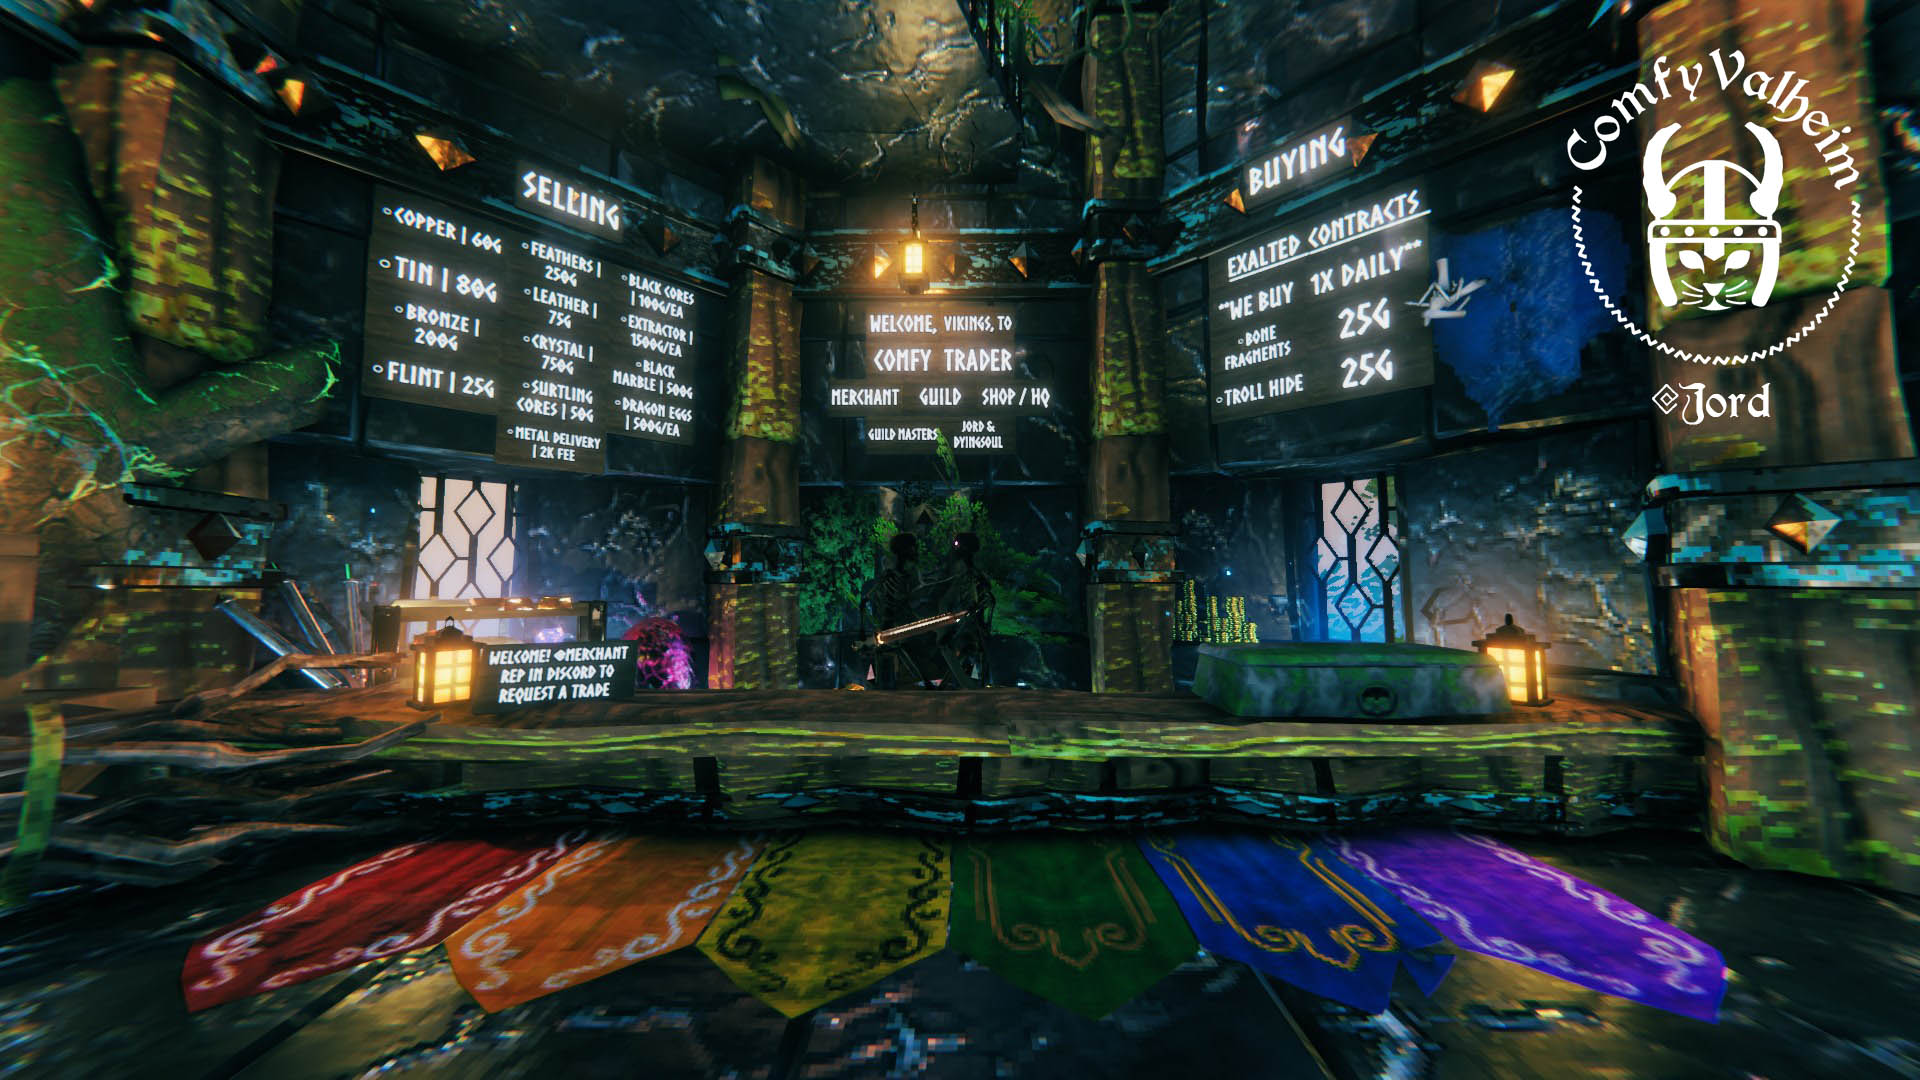 SELLING
◦COPPER | 60G
◦TIN | 80G
◦BRONZE |
200G
◦FLINT | 25G
◦FEATHERS |
250G
◦LEATHER |
75G
◦CRYSTAL |
750G
◦SURTLING
CORES | 50G
◦METAL DELIVERY
| 2K FEE
◦BLACK CORES
| 100G/EA
◦EXTRACTOR |
1500G/EA
◦BLACK
MARBLE | 500G
◦DRAGON EGGS
| 500G/EA
WELCOME, VIKINGS, TO
COMFY TRADER
MERCHANT GUILD SHOP / HQ
GUILD MASTERS
JORD &
DYINGSOUL
BUYING
EXALTED CONTRACTS
**WE BUY 1X DAILY**
◦BONE
FRAGMENTS
25G
◦TROLL HIDE
25G
WELCOME! @MERCHANT
REP IN DISCORD TO
REQUEST A TRADE
ComfyValheim
Jord